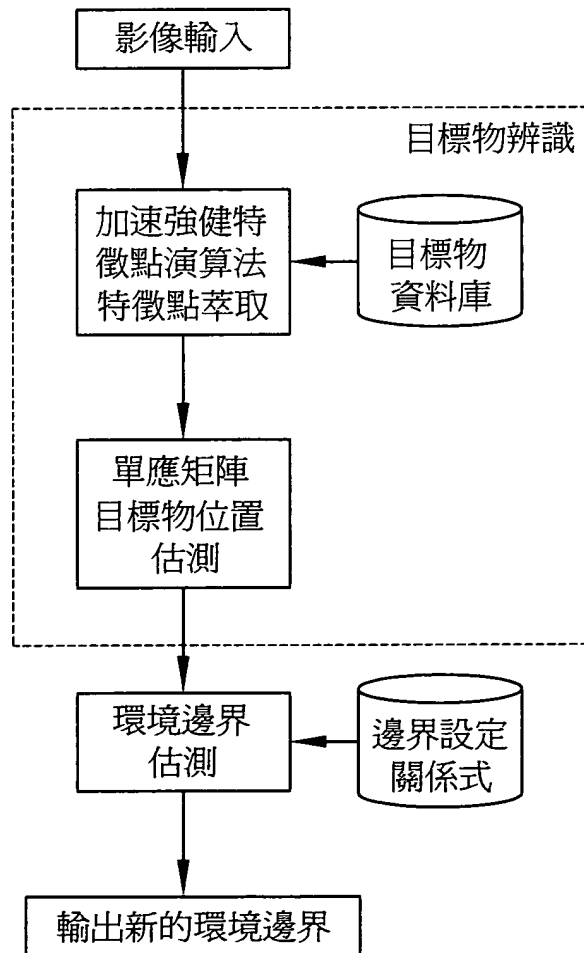 影像輸入
目標物辨識
加速強健特
徵點演算法
特徵點萃取
目標物
資料庫
單應矩陣
目標物位置
估測
環境邊界
估測
邊界設定
關係式
輸出新的環境邊界